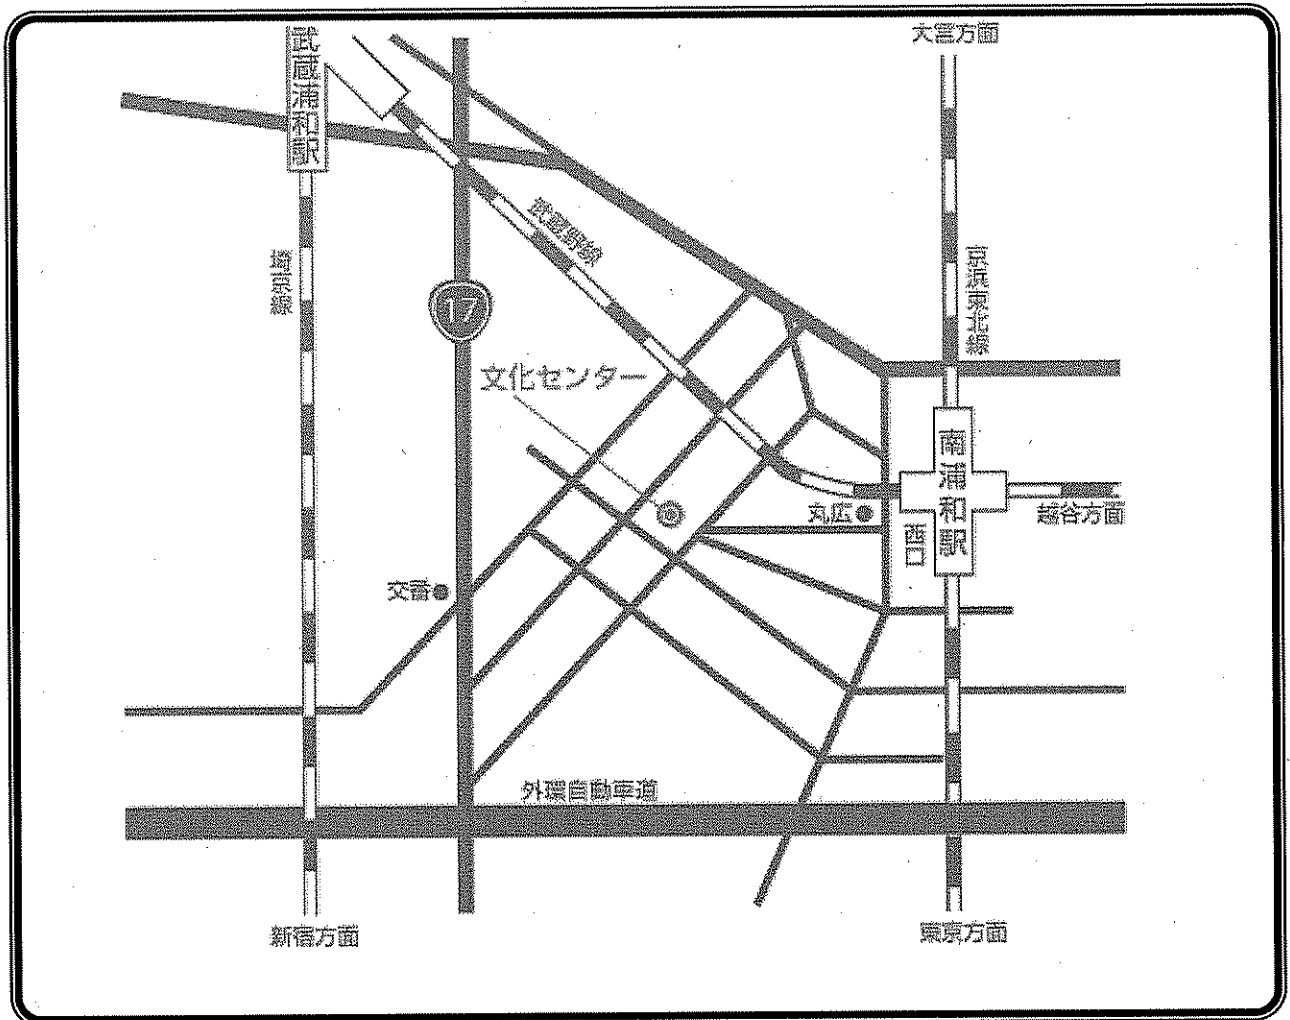 大宮方面
武蔵浦和駅
武蔵野線
埼京線
京浜東北線
17
文化センター
南浦和駅
丸広
西口
越谷方面
交番
外環自動車道
新宿方面
東京方面